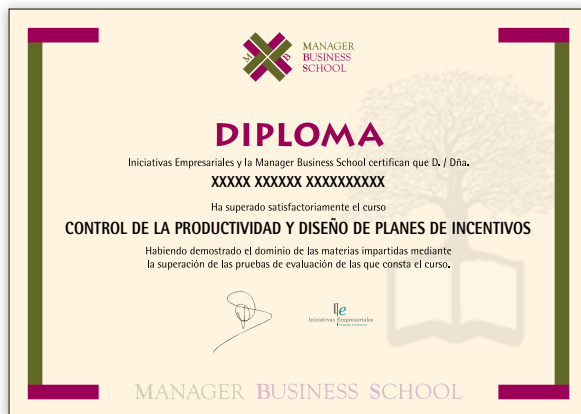 M B
MANAGER
BUSINESS
SCHOOL
DIPLOMA
Iniciativas Empresariales y la Manager Business School certifican que D. / Dña.
XXXXX XXXXXX XXXXXXXXXX
Ha superado satisfactoriamente el curso
CONTROL DE LA PRODUCTIVIDAD Y DISEÑO DE PLANES DE INCENTIVOS
Habiendo demostrado el dominio de las materias impartidas mediante
la superación de las pruebas de evaluación de las que consta el curso.
Ie
Iniciativas Empresariales
MANAGER BUSINESS SCHOOL